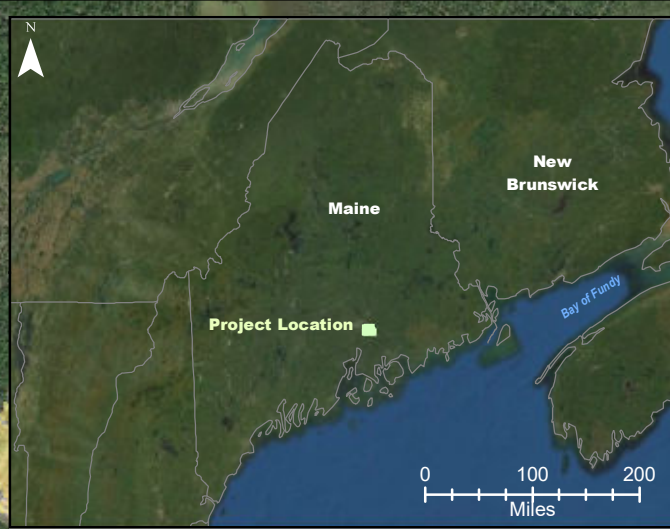 N
Maine
New
Brunswick
Bay of Fundy
Project Location
0 100 200
Miles